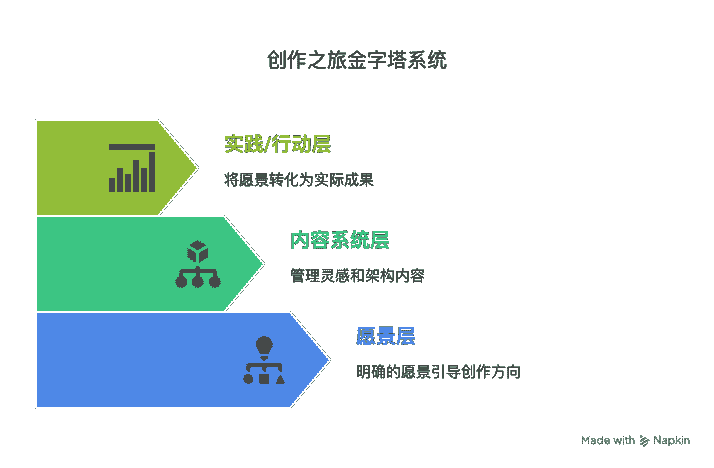 创作之旅金字塔系统
实践/行动层
将愿景转化为实际成果
内容系统层
管理灵感和架构内容
愿景层
明确的愿景引导创作方向
Made with Napkin